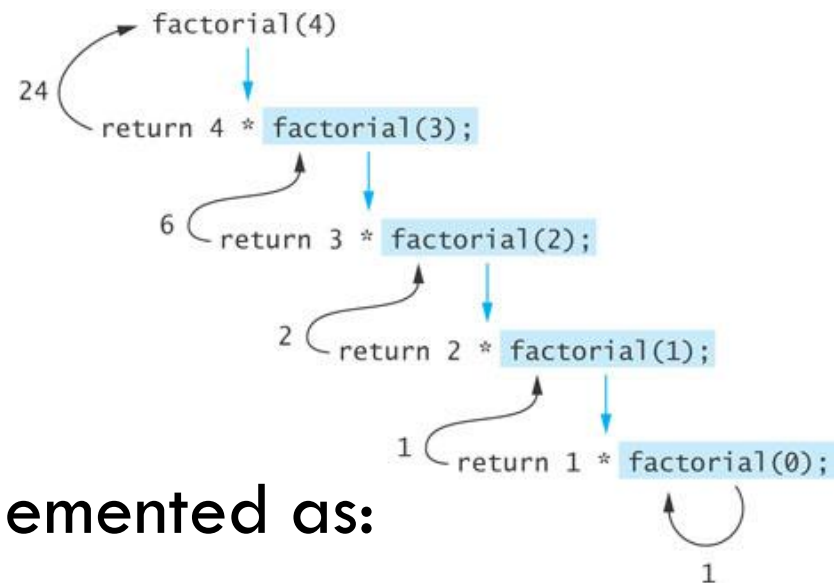 factorial(4)
24
return 4 * factorial(3);
6
return 3 * factorial(2);
2
return 2 * factorial(1);
1
return 1 * factorial(0);
emented as:
1